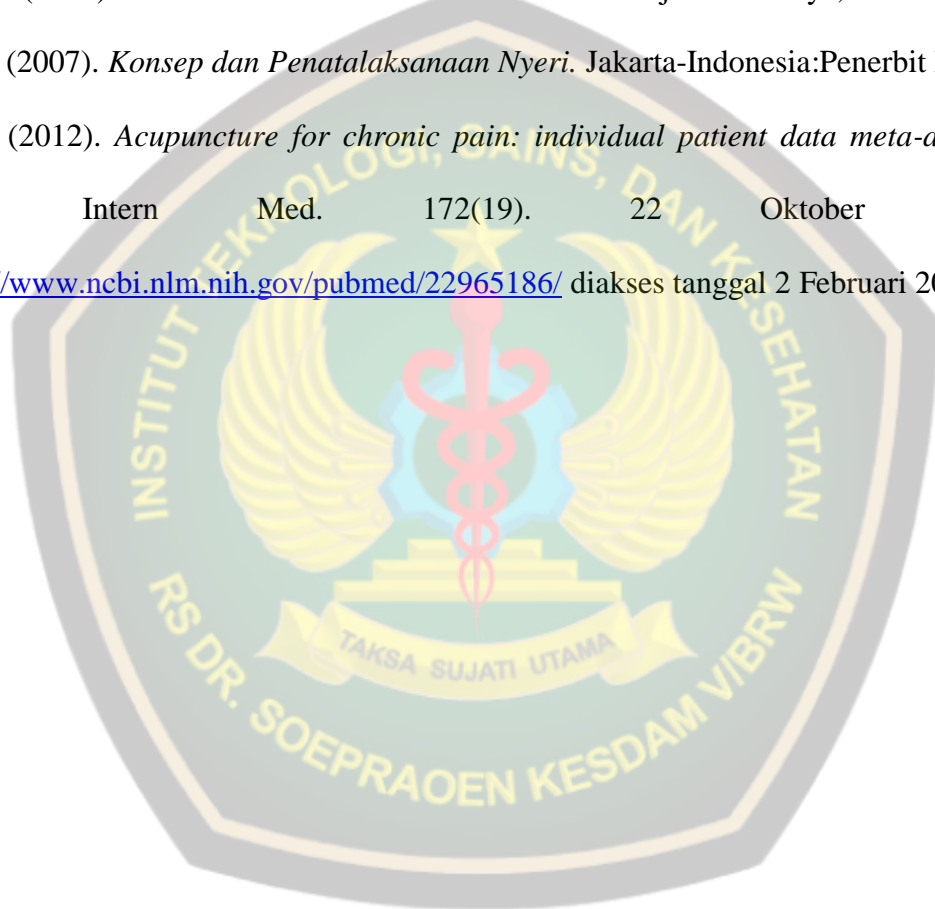 (2007). Konsep dan Penatalaksanaan Nyeri. Jakarta-Indonesia:Penerbit
(2012). Acupuncture for chronic pain: individual patient data meta-a
Intern Med. 172(19). 22 Oktober
/www.ncbi.nlm.nih.gov/pubmed/22965186/ diakses tanggal 2 Februari 20
INSTITUT TEKNOLOGI, SAINS, DAN KESEHATAN
TAKSA SUJATI UTAMA
RS DR. SOEPRAOEN KESDAM V/BRW